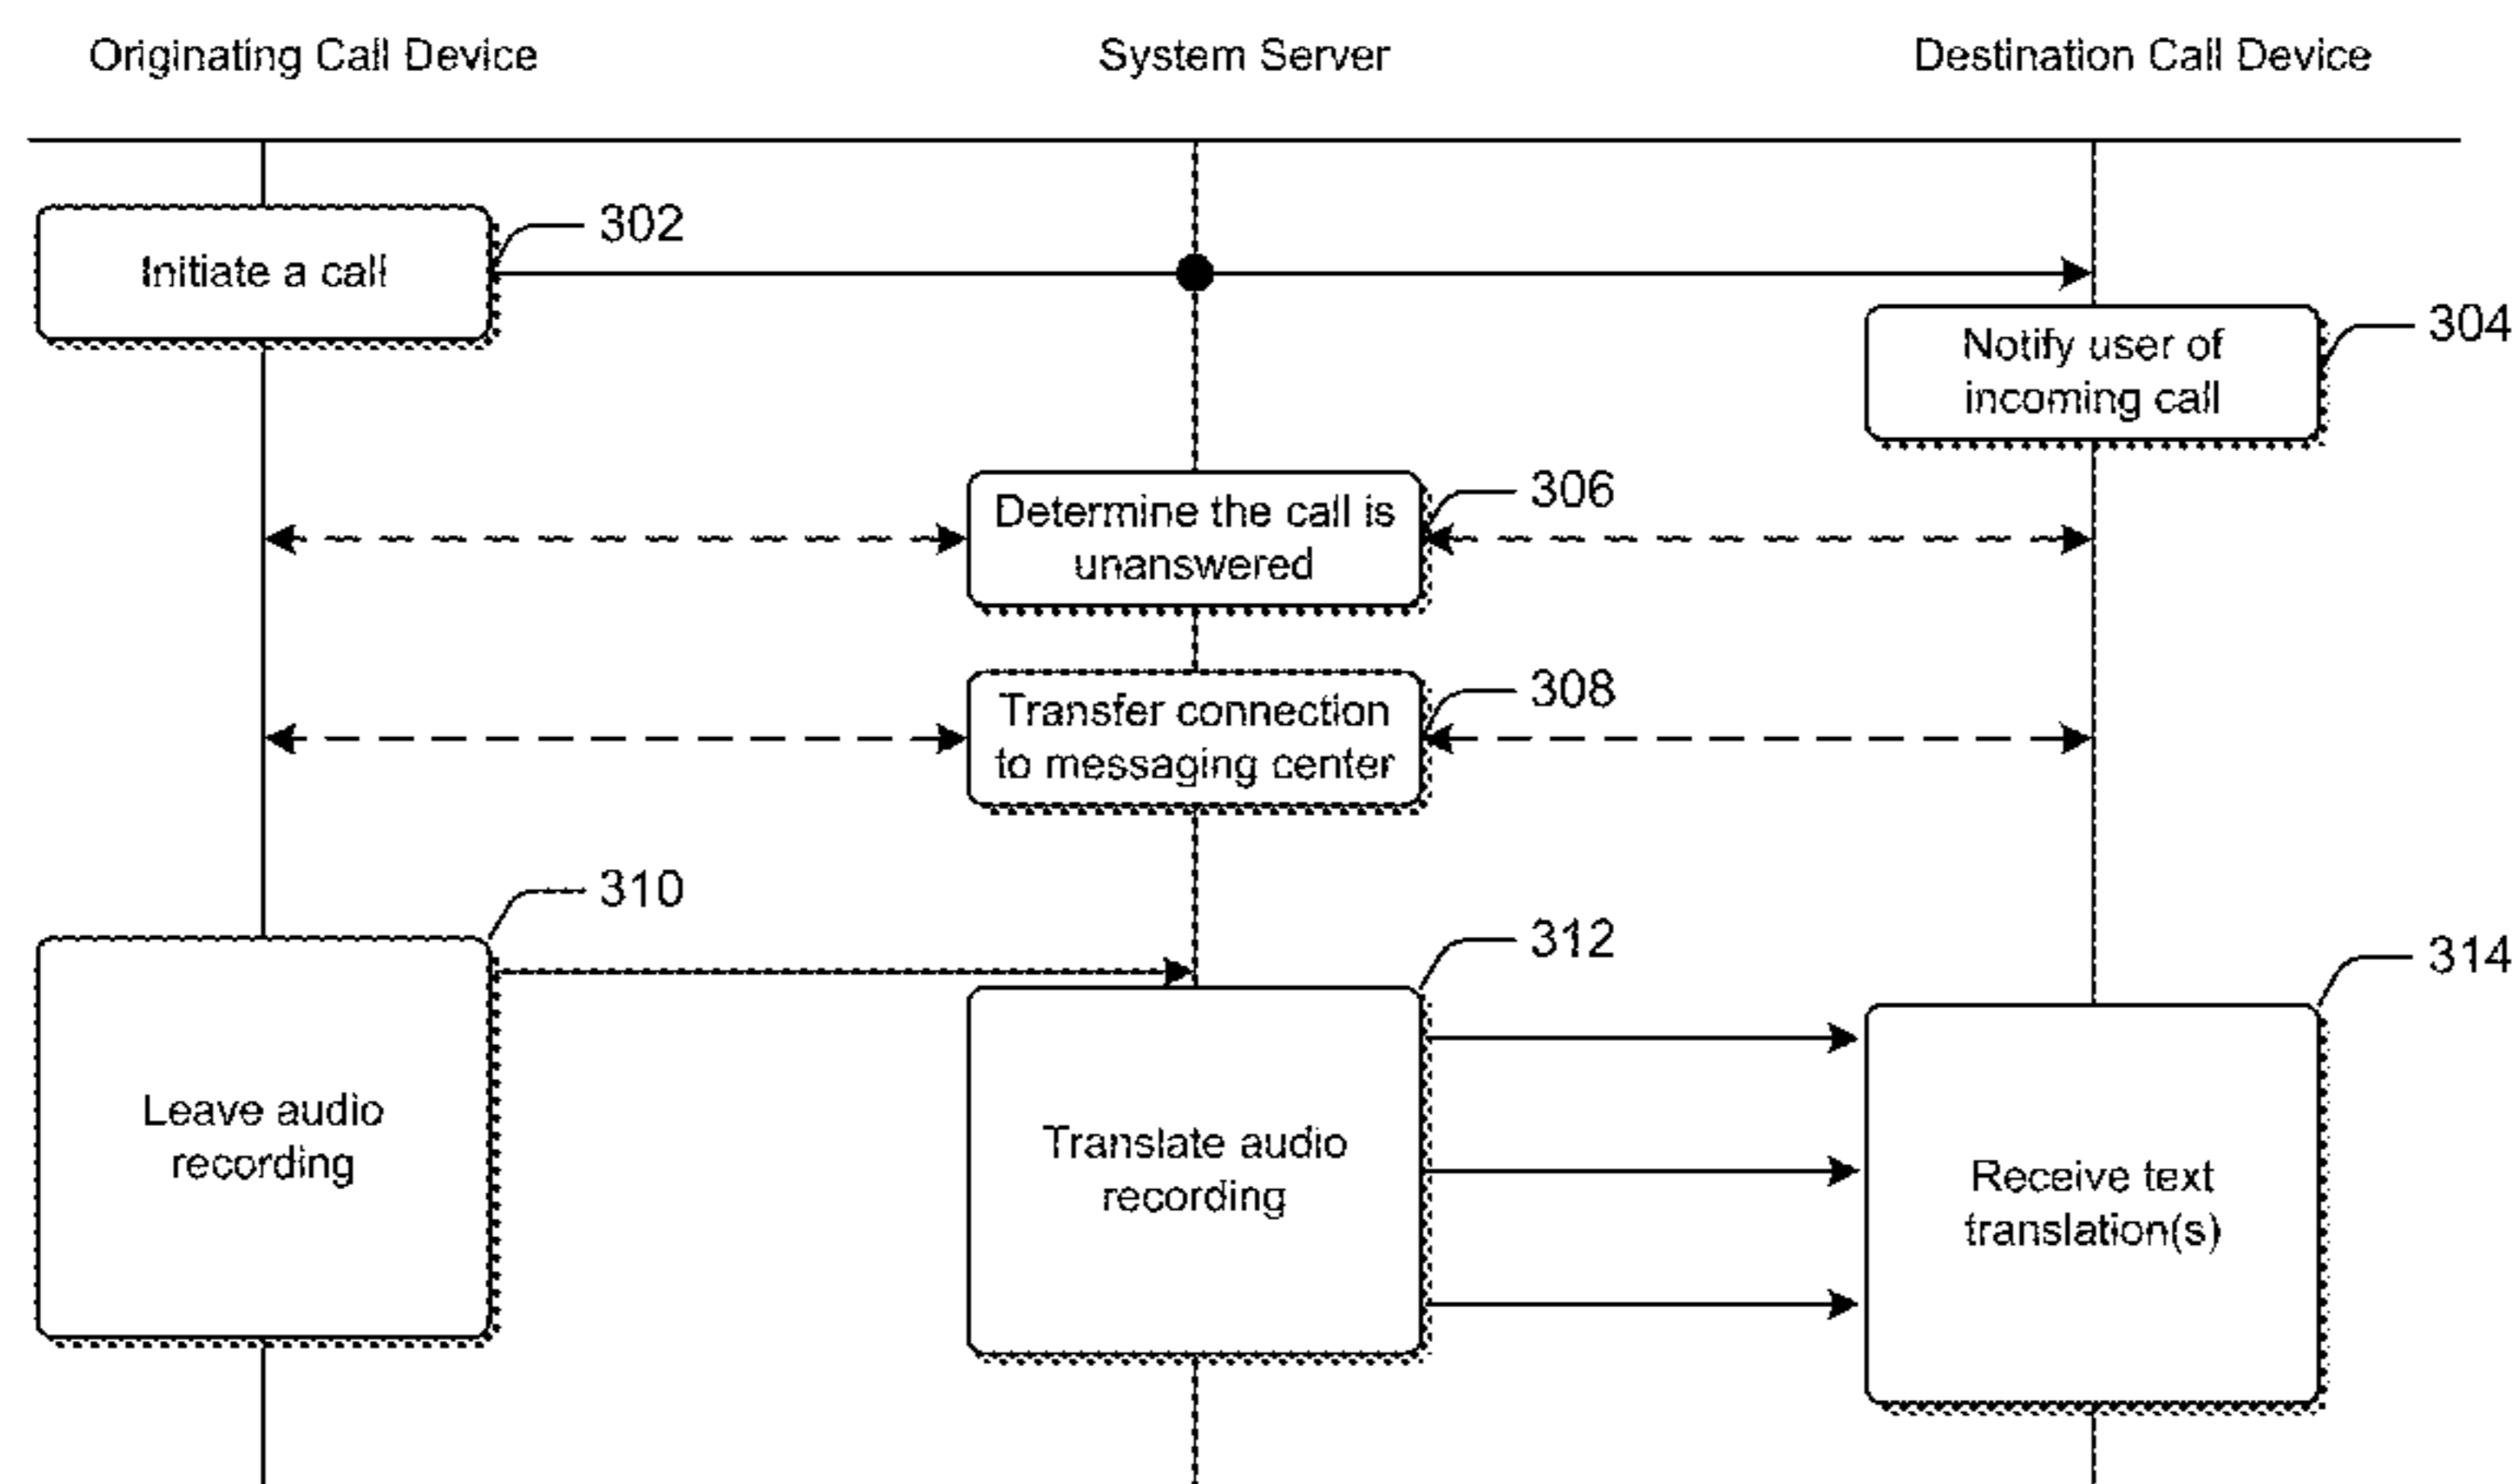 Originating Call Device
System Server
Destination Call Device
302
Initiate a call
304
Notify user of
incoming call
306
Determine the call is
unanswered
308
Transfer connection
to messaging center
310
Leave audio
recording
312
Translate audio
recording
314
Receive text
translation(s)